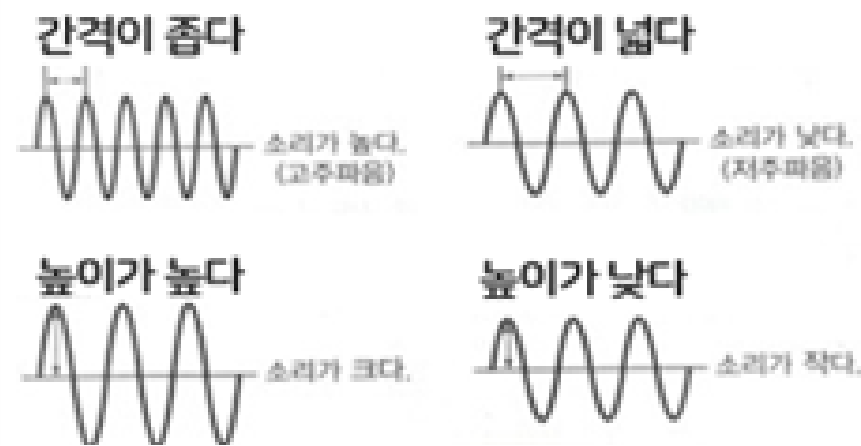 간격이 좁다
소리가 높다.
(고주파음)
간격이 넓다
소리가 낮다.
(저주파음)
높이가 높다
소리가 크다.
높이가 낮다
소리가 작다.